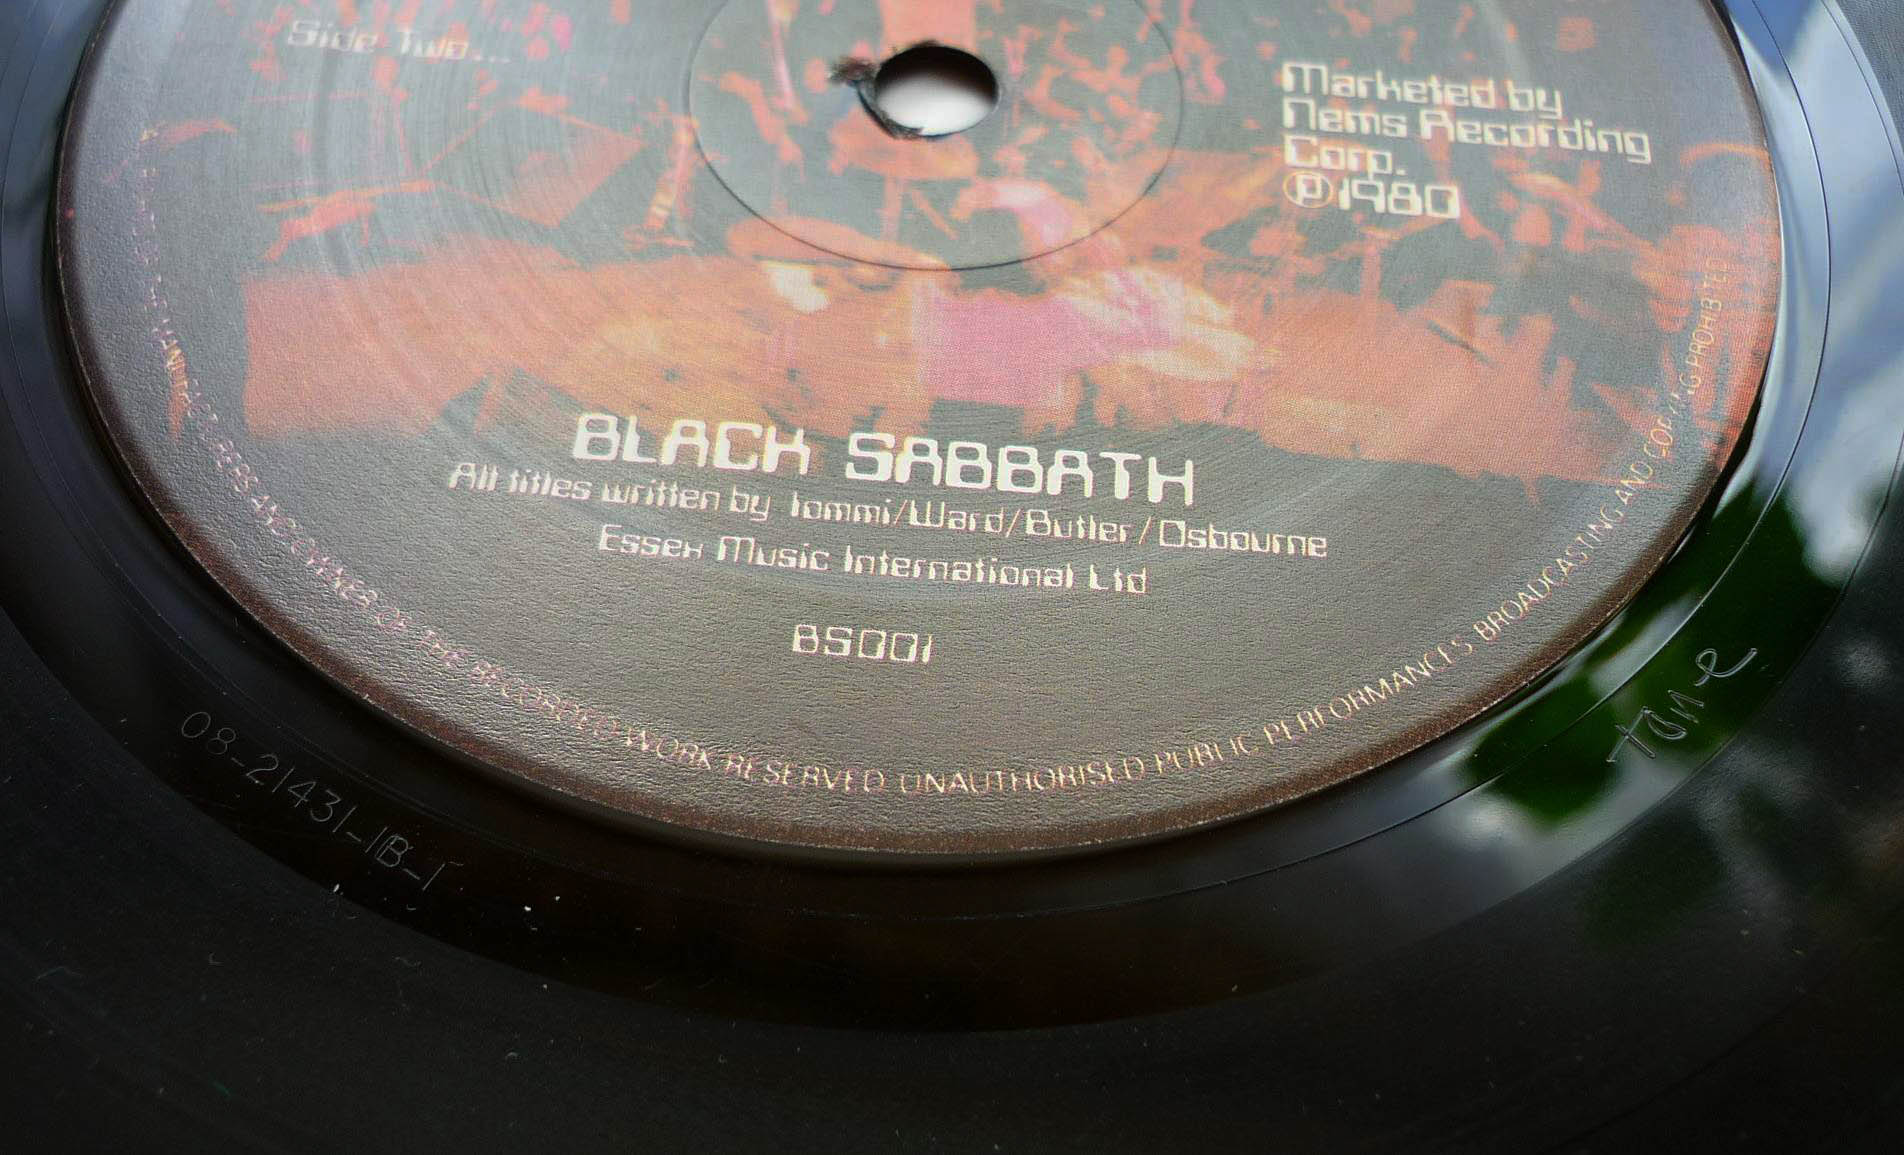 Side Two...
Marketed by
Nems Recording
Corp.
Ⓟ1980
BLACK SABBATH
All titles written by Iommi/Ward/Butler/Osbourne
Essex Music International Ltd
BS001
AND OWNER OF THE RECORDED WORK RESERVED UNAUTHORISED PUBLIC PERFORMANCES BROADCASTING AND COPYING PROHIBITED
08-21431-1B-1
tone